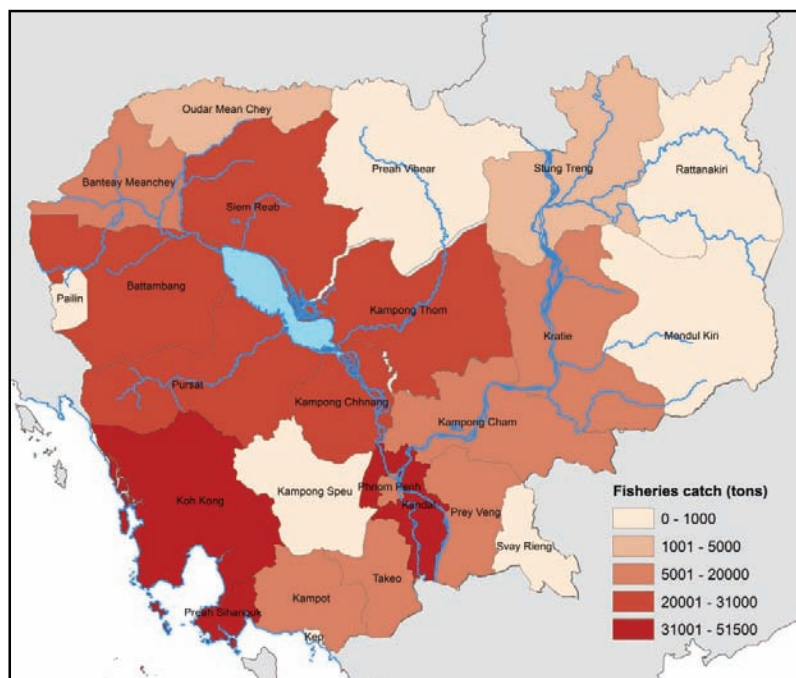 Oudar Mean Chey
Banteay Meanchey
Siem Reab
Preah Vihear
Stung Treng
Rattanakiri
Pailin
Battambang
Kampong Thom
Kratie
Mondul Kiri
Pursat
Kampong Chhnang
Kampong Cham
Koh Kong
Kampong Speu
Phnom Penh
Kandal
Prey Veng
Svay Rieng
Takeo
Kampot
Preah Sihanouk
Kep
Fisheries catch (tons)
0 - 1000
1001 - 5000
5001 - 20000
20001 - 31000
31001 - 51500